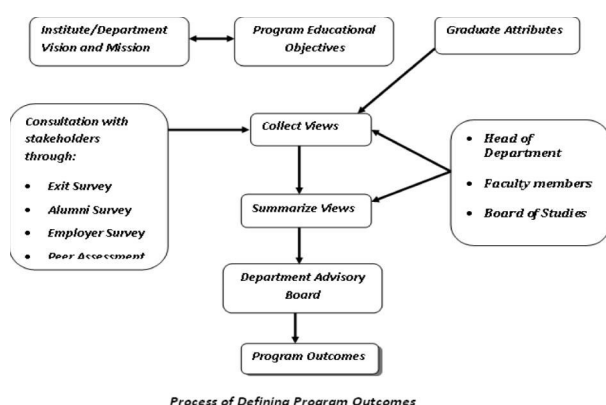 Institute/Department
Vision and Mission
Program Educational
Objectives
Graduate Attributes
Consultation with
stakeholders
through:
• Exit Survey
• Alumni Survey
• Employer Survey
• Peer Assessment
Collect Views
• Head of
Department
• Faculty members
• Board of Studies
Summarize Views
Department Advisory
Board
Program Outcomes
Process of Defining Program Outcomes